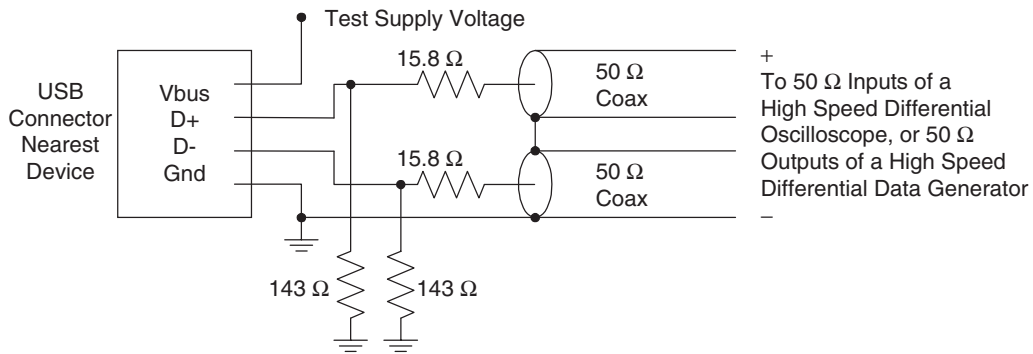 Test Supply Voltage
USB
Connector
Nearest
Device
Vbus
D+
D-
Gnd
15.8 Ω
50 Ω
Coax
15.8 Ω
50 Ω
Coax
+
To 50 Ω Inputs of a
High Speed Differential
Oscilloscope, or 50 Ω
Outputs of a High Speed
Differential Data Generator
−
143 Ω
143 Ω